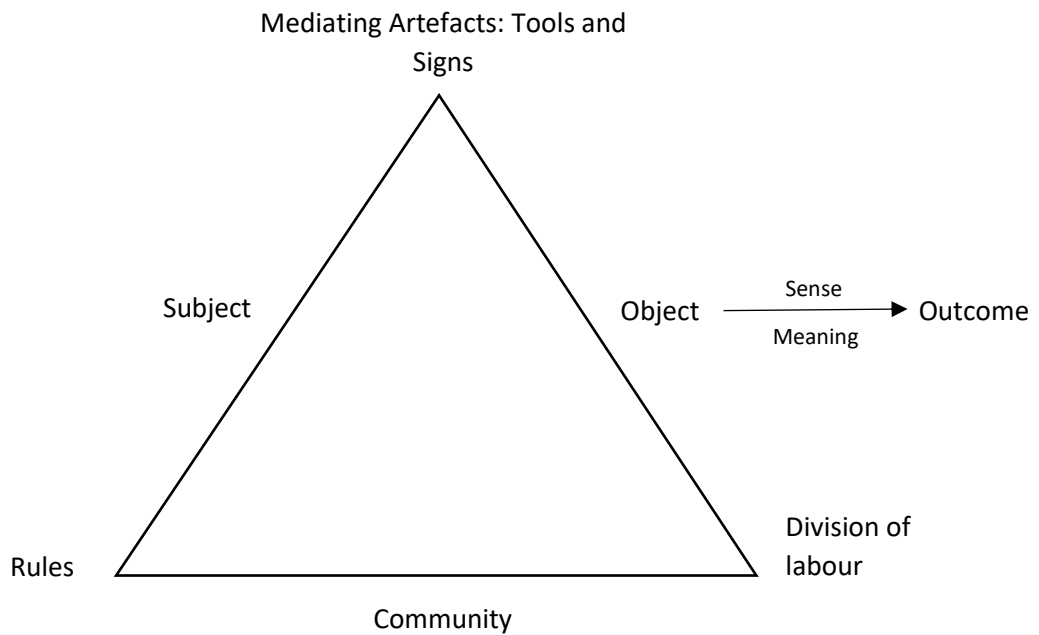 Mediating Artefacts: Tools and
Signs
Subject
Object
Sense
Meaning
Outcome
Rules
Division of
labour
Community